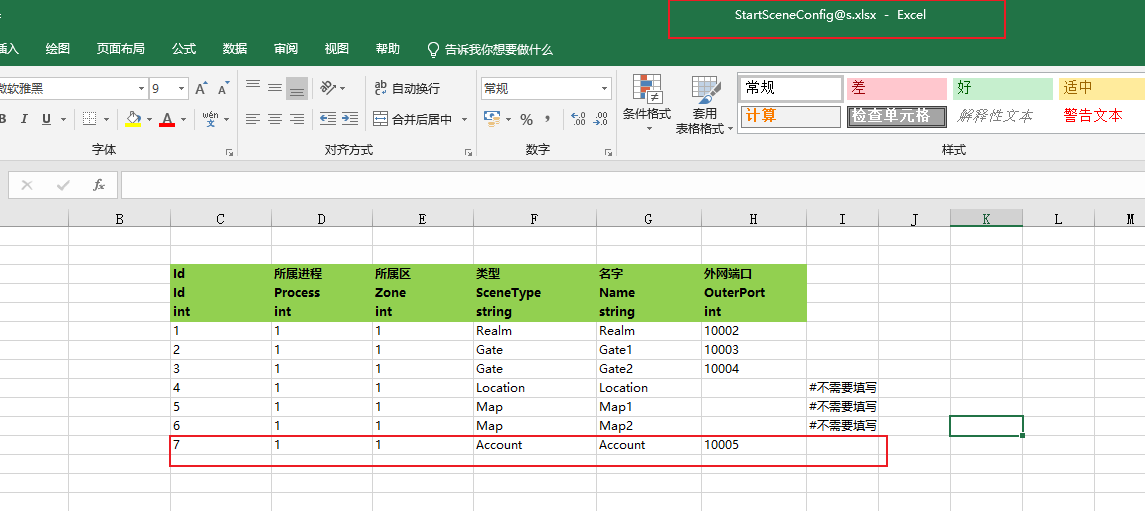 StartSceneConfig@s.xlsx - Excel
插入 绘图 页面布局 公式 数据 审阅 视图 帮助 告诉我你想要做什么
微软雅黑 9 A A ab 自动换行 常规 条件格式 套用 表格格式 常规 差 好 适中
B I U A wén 文 合并后居中 % , .00 .00 计算 检查单元格 解释性文本 警告文本
字体 对齐方式 数字 样式
fx
B C D E F G H I J K L M
Id 所属进程 所属区 类型 名字 外网端口
Id Process Zone SceneType Name OuterPort
int int int string string int
1 1 1 Realm Realm 10002
2 1 1 Gate Gate1 10003
3 1 1 Gate Gate2 10004
4 1 1 Location Location #不需要填写
5 1 1 Map Map1 #不需要填写
6 1 1 Map Map2 #不需要填写
7 1 1 Account Account 10005